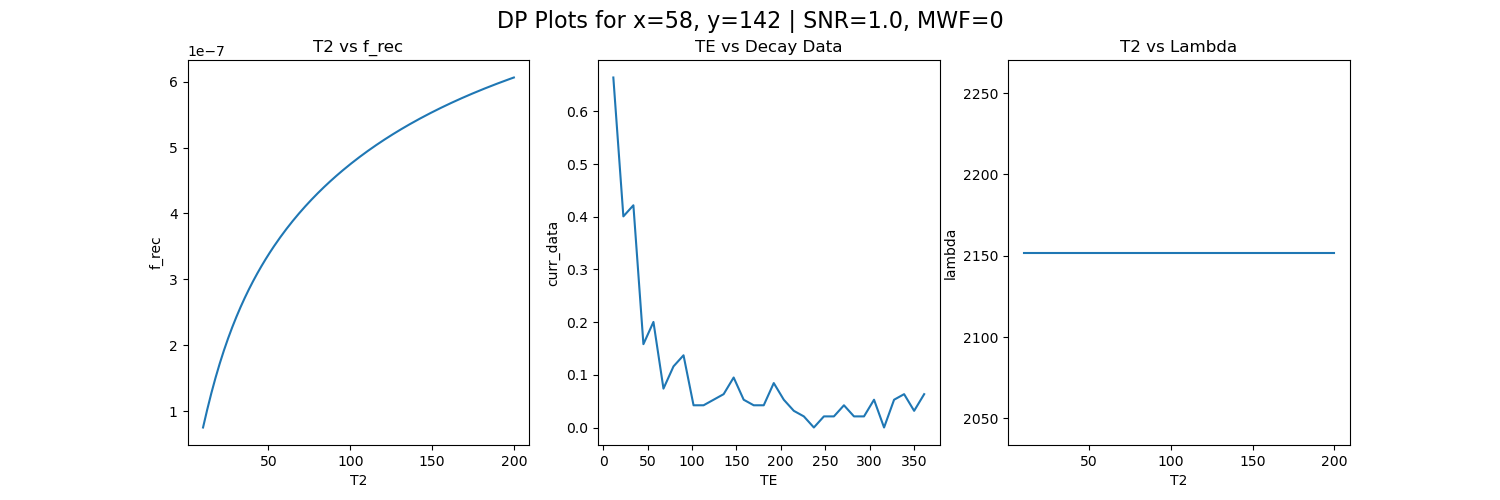 DP Plots for x=58, y=142 | SNR=1.0, MWF=0
T2 vs f_rec
1e−7
6
5
4
3
2
1
f_rec
50 100 150 200
T2
TE vs Decay Data
0.6
0.5
0.4
0.3
0.2
0.1
0.0
curr_data
0 50 100 150 200 250 300 350
TE
T2 vs Lambda
2250
2200
2150
2100
2050
lambda
50 100 150 200
T2